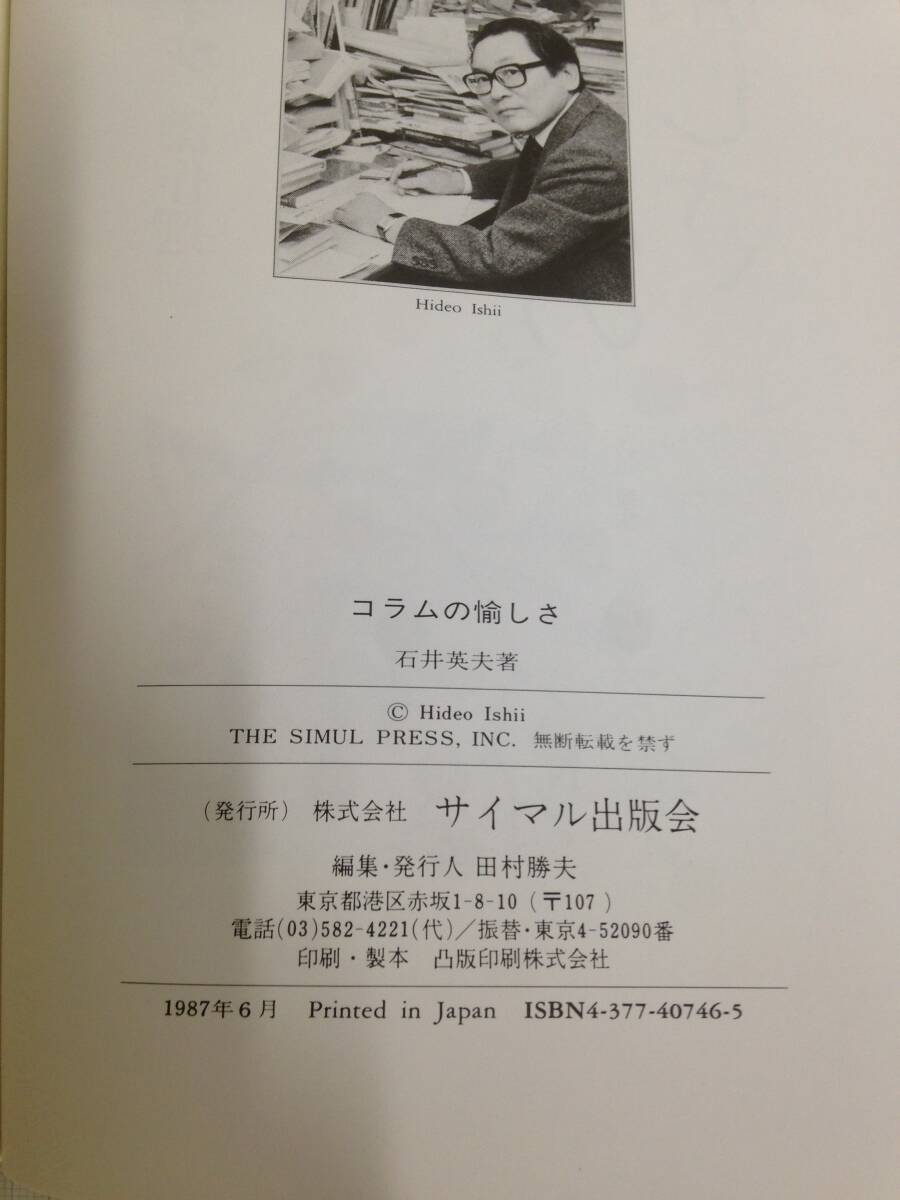 Hideo Ishii
コラムの愉しさ
石井英夫著
© Hideo Ishii
THE SIMUL PRESS, INC. 無断転載を禁ず
(発行所) 株式会社 サイマル出版会
編集・発行人 田村勝夫
東京都港区赤坂1-8-10(〒107)
電話(03)582-4221(代)/振替・東京4-52090番
印刷・製本 凸版印刷株式会社
1987年6月 Printed in Japan ISBN4-377-40746-5